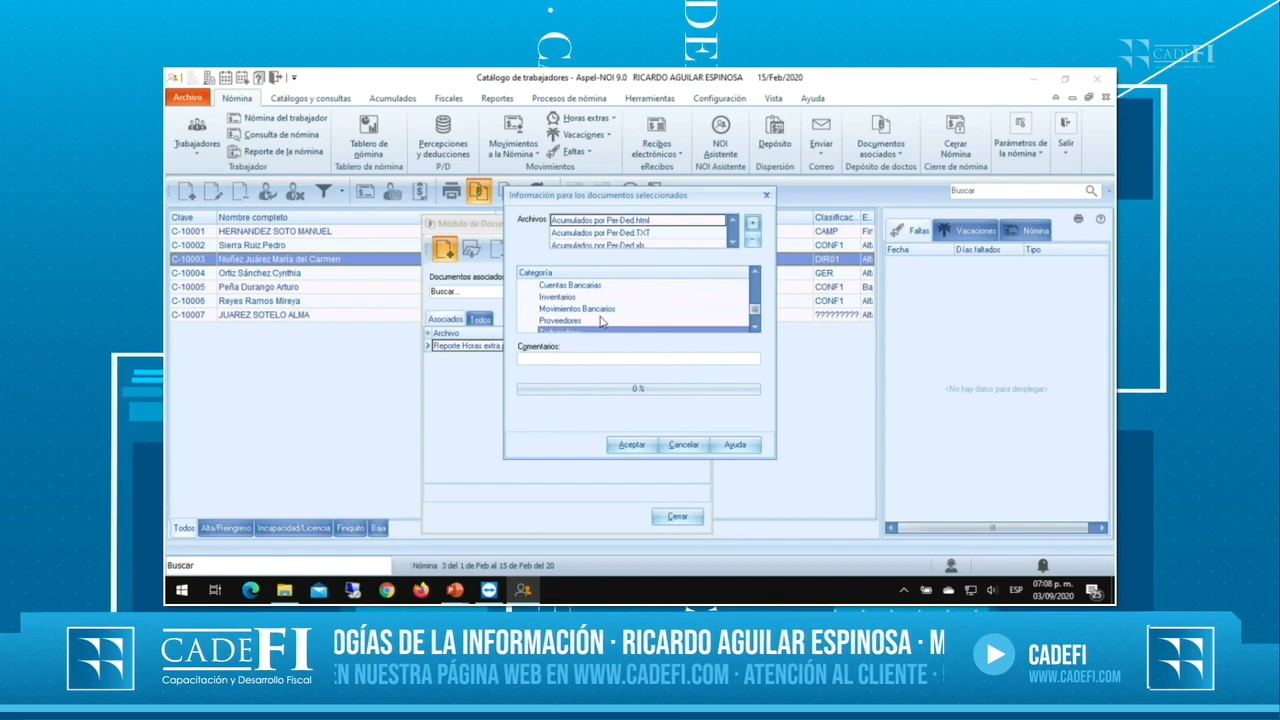 DE
· C
CADEFI
Catálogo de trabajadores - Aspel-NOI 9.0 RICARDO AGUILAR ESPINOSA 15/Feb/2020
Archivo Nómina Catálogos y consultas Acumulados Fiscales Reportes Procesos de nómina Herramientas Configuración Vista Ayuda
Trabajadores
Nómina del trabajador
Consulta de nómina
Reporte de la nómina
Trabajador
Tablero de
nómina
Tablero de nómina
Percepciones
y deducciones
P/D
Movimientos
a la Nómina
Horas extras
Vacaciones
Faltas
Movimientos
Recibos
electrónicos
eRecibos
NOI
Asistente
NOI Asistente
Depósito
Dispersión
Enviar
Correo
Documentos
asociados
Depósito de doctos
Cerrar
Nómina
Cierre de nómina
Parámetros de
la nómina
Salir
Buscar
Clave Nombre completo
C-10001 HERNANDEZ SOTO MANUEL
C-10002 Sierra Ruiz Pedro
C-10003 Nuñez Juárez María del Carmen
C-10004 Ortiz Sánchez Cynthia
C-10005 Peña Durango Arturo
C-10006 Reyes Ramos Mireya
C-10007 JUAREZ SOTELO ALMA
Módulo de Docu
Documentos asociados
Buscar...
Asociados Todos
Archivo
Reporte Horas extra.
Cerrar
Información para los documentos seleccionados
Archivos
Acumulados por Per-Ded.html
Acumulados por Per-Ded.TXT
Acumulados por Per-Ded.xls
Categoría
Cuentas Bancarias
Inventarios
Movimientos Bancarios
Proveedores
Comentarios:
0 %
Aceptar Cancelar Ayuda
Clasificac... E.
CAMP Fir
CONF1 Alt
DIR01 Alt
GER Alt
CONF1 Ba
CONF1 Alt
????????? Alt
Faltas Vacaciones Nómina
Fecha Días faltados Tipo
<No hay datos para desplegar>
Todos Alta/Reingreso Incapacidad/Licencia Finiquito Baja
Buscar
Nómina 3 del 1 de Feb al 15 de Feb del 20
ESP
07:08 p. m.
03/09/2020
25
CADEFI
Capacitación y Desarrollo Fiscal
OGÍAS DE LA INFORMACIÓN · RICARDO AGUILAR ESPINOSA · M
EN NUESTRA PÁGINA WEB EN WWW.CADEFI.COM · ATENCIÓN AL CLIENTE ·
CADEFI
WWW.CADEFI.COM